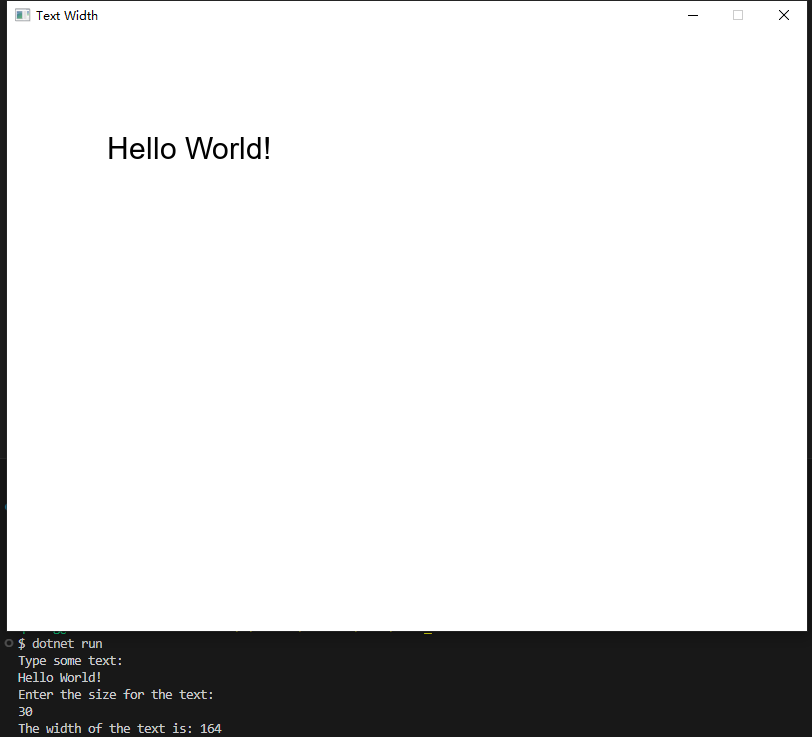 Text Width
Hello World!
$ dotnet run
Type some text:
Hello World!
Enter the size for the text:
30
The width of the text is: 164